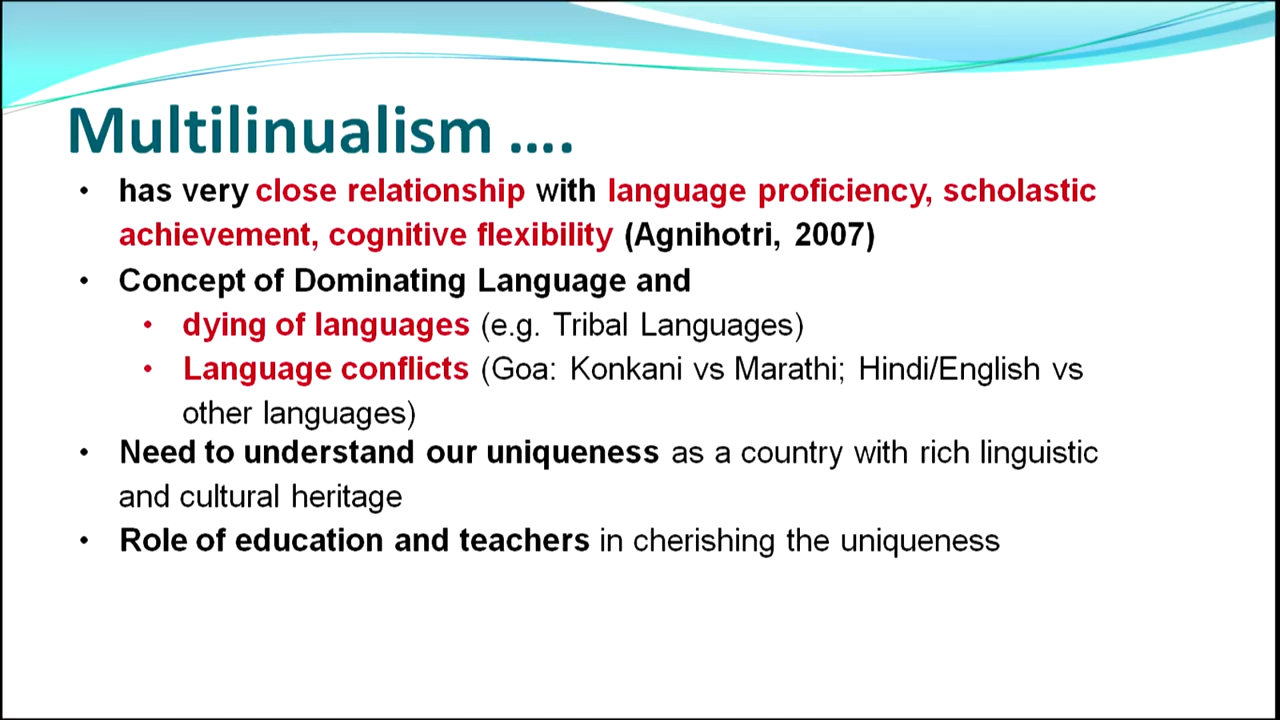 Multilinualism ....
• has very close relationship with language proficiency, scholastic
achievement, cognitive flexibility (Agnihotri, 2007)
• Concept of Dominating Language and
• dying of languages (e.g. Tribal Languages)
• Language conflicts (Goa: Konkani vs Marathi; Hindi/English vs
other languages)
• Need to understand our uniqueness as a country with rich linguistic
and cultural heritage
• Role of education and teachers in cherishing the uniqueness